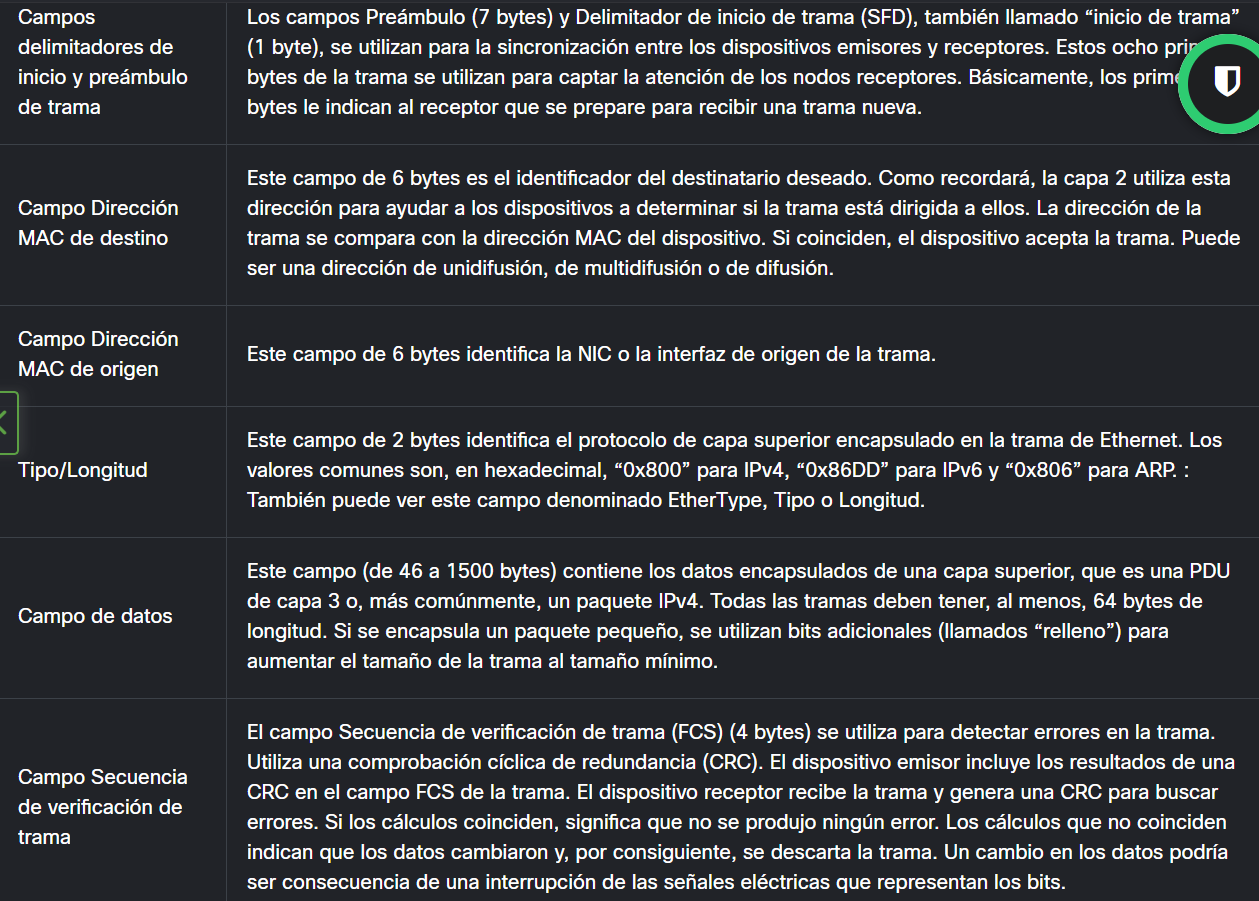 Campos
delimitadores de
inicio y preámbulo
de trama
Los campos Preámbulo (7 bytes) y Delimitador de inicio de trama (SFD), también llamado “inicio de trama”
(1 byte), se utilizan para la sincronización entre los dispositivos emisores y receptores. Estos ocho
bytes de la trama se utilizan para captar la atención de los nodos receptores. Básicamente, los
bytes le indican al receptor que se prepare para recibir una trama nueva.
Campo Dirección
MAC de destino
Este campo de 6 bytes es el identificador del destinatario deseado. Como recordará, la capa 2 utiliza esta
dirección para ayudar a los dispositivos a determinar si la trama está dirigida a ellos. La dirección de la
trama se compara con la dirección MAC del dispositivo. Si coinciden, el dispositivo acepta la trama. Puede
ser una dirección de unidifusión, de multidifusión o de difusión.
Campo Dirección
MAC de origen
Este campo de 6 bytes identifica la NIC o la interfaz de origen de la trama.
Tipo/Longitud
Este campo de 2 bytes identifica el protocolo de capa superior encapsulado en la trama de Ethernet. Los
valores comunes son, en hexadecimal, “0x800” para IPv4, “0x86DD” para IPv6 y “0x806” para ARP. :
También puede ver este campo denominado EtherType, Tipo o Longitud.
Campo de datos
Este campo (de 46 a 1500 bytes) contiene los datos encapsulados de una capa superior, que es una PDU
de capa 3 o, más comúnmente, un paquete IPv4. Todas las tramas deben tener, al menos, 64 bytes de
longitud. Si se encapsula un paquete pequeño, se utilizan bits adicionales (llamados “relleno”) para
aumentar el tamaño de la trama al tamaño mínimo.
Campo Secuencia
de verificación de
trama
El campo Secuencia de verificación de trama (FCS) (4 bytes) se utiliza para detectar errores en la trama.
Utiliza una comprobación cíclica de redundancia (CRC). El dispositivo emisor incluye los resultados de una
CRC en el campo FCS de la trama. El dispositivo receptor recibe la trama y genera una CRC para buscar
errores. Si los cálculos coinciden, significa que no se produjo ningún error. Los cálculos que no coinciden
indican que los datos cambiaron y, por consiguiente, se descarta la trama. Un cambio en los datos podría
ser consecuencia de una interrupción de las señales eléctricas que representan los bits.